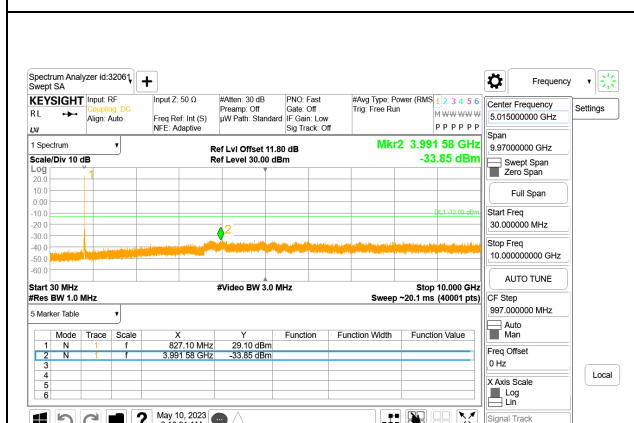 Spectrum Analyzer id:32061
Swept SA
Frequency
KEYSIGHT
Input: RF
Input Z: 50 Ω
#Atten: 30 dB
PNO: Fast
#Avg Type: Power (RMS
1 2 3 4 5 6
RL
Coupling: DC
Preamp: Off
Gate: Off
Trig: Free Run
M W W W W W
Align: Auto
Freq Ref: Int (S)
µW Path: Standard
IF Gain: Low
NFE: Adaptive
Sig Track: Off
P P P P P P
Center Frequency
5.015000000 GHz
Settings
1 Spectrum
Ref Lvl Offset 11.80 dB
Mkr2 3.991 58 GHz
Scale/Div 10 dB
Ref Level 30.00 dBm
-33.85 dBm
Span
9.97000000 GHz
Swept Span
Zero Span
Log
20.0
10.0
0.00
-10.0
-20.0
-30.0
-40.0
-50.0
-60.0
1
2
Full Span
Start Freq
30.000000 MHz
Stop Freq
10.000000000 GHz
AUTO TUNE
Start 30 MHz
#Video BW 3.0 MHz
Stop 10.000 GHz
#Res BW 1.0 MHz
Sweep ~20.1 ms (40001 pts)
CF Step
997.000000 MHz
Auto
Man
5 Marker Table
Mode Trace Scale X Y Function Function Width Function Value
1 N 1 f 827.10 MHz 29.10 dBm
2 N 1 f 3.991 58 GHz -33.85 dBm
3
4
5
6
Freq Offset
0 Hz
X Axis Scale
Log
Lin
Local
Signal Track
?
May 10, 2023